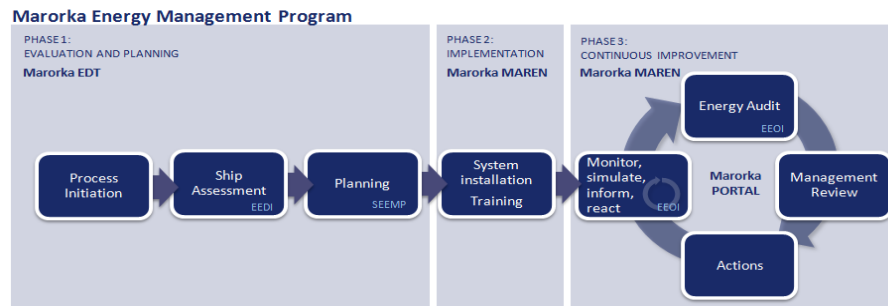 Marorka Energy Management Program
PHASE 1:
EVALUATION AND PLANNING
Marorka EDT
PHASE 2:
IMPLEMENTATION
Marorka MAREN
PHASE 3:
CONTINUOUS IMPROVEMENT
Marorka MAREN
Process
Initiation
Ship
Assessment
EEDI
Planning
SEEMP
System
installation
Training
Monitor,
simulate,
inform,
react
EEOI
Energy Audit
EEOI
Marorka
PORTAL
Management
Review
Actions